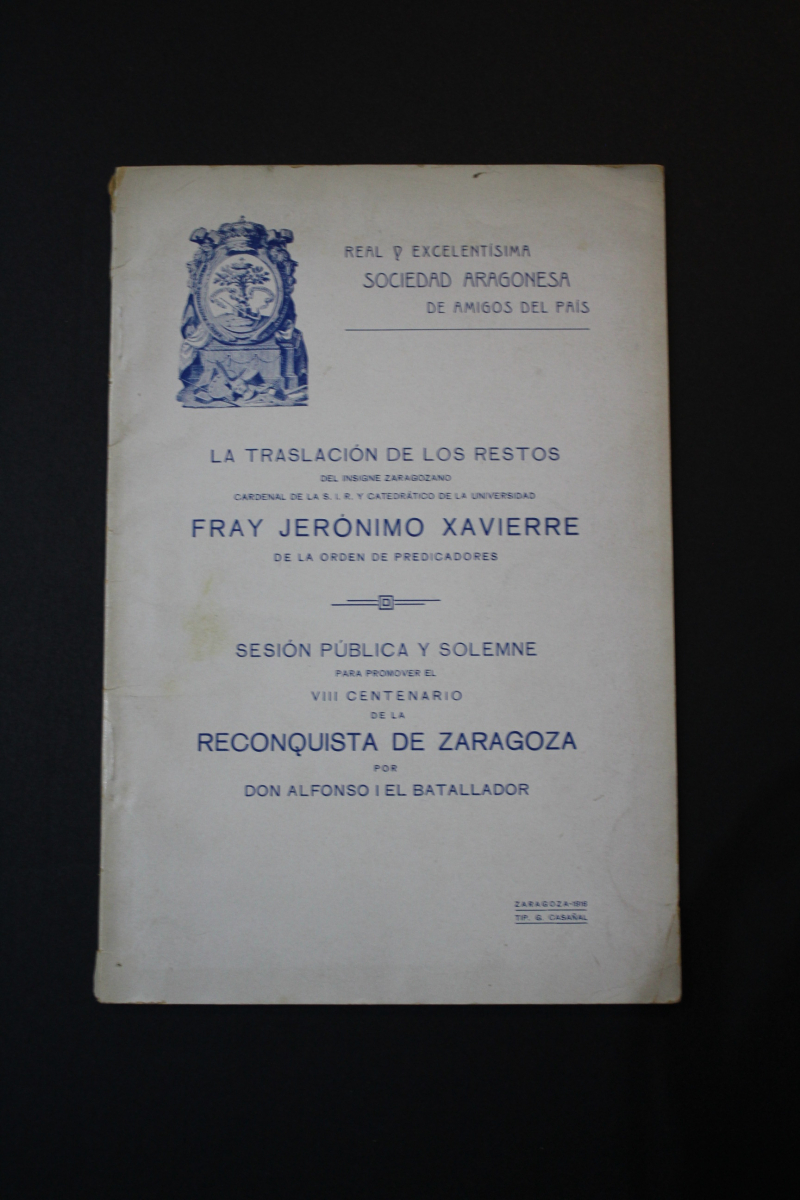 REAL Y EXCELENTÍSIMA
SOCIEDAD ARAGONESA
DE AMIGOS DEL PAÍS
LA TRASLACIÓN DE LOS RESTOS
DEL INSIGNE ZARAGOZANO
CARDENAL DE LA S. I. R. Y CATEDRÁTICO DE LA UNIVERSIDAD
FRAY JERÓNIMO XAVIERRE
DE LA ORDEN DE PREDICADORES
SESIÓN PÚBLICA Y SOLEMNE
PARA PROMOVER EL
VIII CENTENARIO
DE LA
RECONQUISTA DE ZARAGOZA
POR
DON ALFONSO I EL BATALLADOR
ZARAGOZA-1916
TIP. G. CASAÑAL